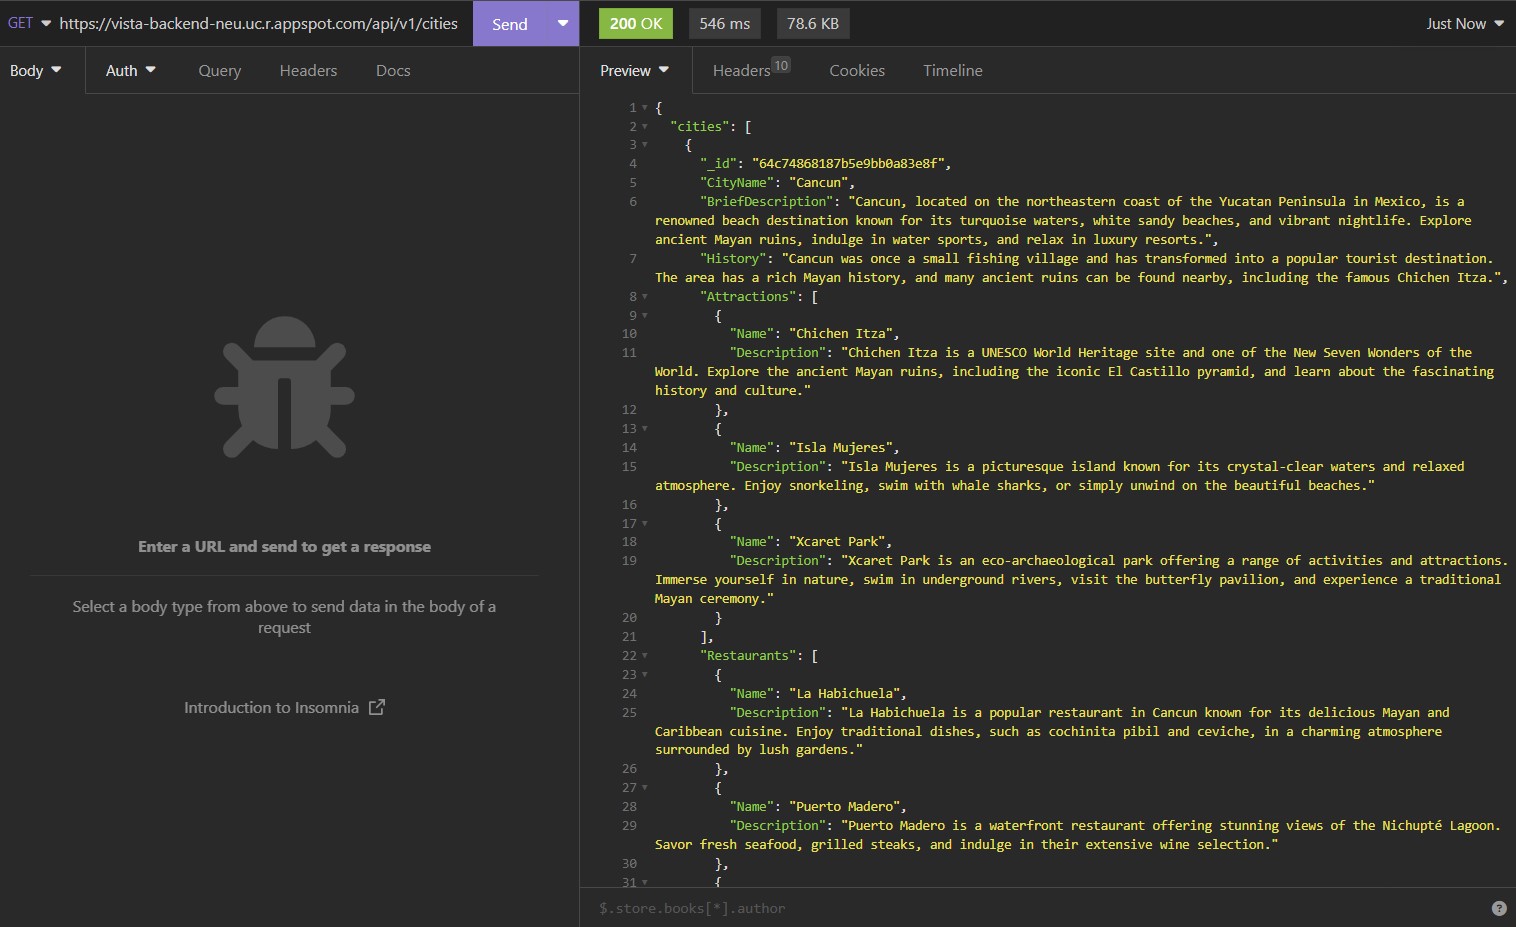 GET https://vista-backend-neu.uc.r.appspot.com/api/v1/cities Send 200 OK 546 ms 78.6 KB Just Now
Body Auth Query Headers Docs
Preview Headers 10 Cookies Timeline
Enter a URL and send to get a response
Select a body type from above to send data in the body of a
request
Introduction to Insomnia
1 {
2 "cities": [
3 {
4 "_id": "64c74868187b5e9bb0a83e8f",
5 "CityName": "Cancun",
6 "BriefDescription": "Cancun, located on the northeastern coast of the Yucatan Peninsula in Mexico, is a
renowned beach destination known for its turquoise waters, white sandy beaches, and vibrant nightlife. Explore
ancient Mayan ruins, indulge in water sports, and relax in luxury resorts.",
7 "History": "Cancun was once a small fishing village and has transformed into a popular tourist destination.
The area has a rich Mayan history, and many ancient ruins can be found nearby, including the famous Chichen Itza.",
8 "Attractions": [
9 {
10 "Name": "Chichen Itza",
11 "Description": "Chichen Itza is a UNESCO World Heritage site and one of the New Seven Wonders of the
World. Explore the ancient Mayan ruins, including the iconic El Castillo pyramid, and learn about the fascinating
history and culture."
12 },
13 {
14 "Name": "Isla Mujeres",
15 "Description": "Isla Mujeres is a picturesque island known for its crystal-clear waters and relaxed
atmosphere. Enjoy snorkeling, swim with whale sharks, or simply unwind on the beautiful beaches."
16 },
17 {
18 "Name": "Xcaret Park",
19 "Description": "Xcaret Park is an eco-archaeological park offering a range of activities and attractions.
Immerse yourself in nature, swim in underground rivers, visit the butterfly pavilion, and experience a traditional
Mayan ceremony."
20 }
21 ],
22 "Restaurants": [
23 {
24 "Name": "La Habichuela",
25 "Description": "La Habichuela is a popular restaurant in Cancun known for its delicious Mayan and
Caribbean cuisine. Enjoy traditional dishes, such as cochinita pibil and ceviche, in a charming atmosphere
surrounded by lush gardens."
26 },
27 {
28 "Name": "Puerto Madero",
29 "Description": "Puerto Madero is a waterfront restaurant offering stunning views of the Nichupté Lagoon.
Savor fresh seafood, grilled steaks, and indulge in their extensive wine selection."
30 },
31 {
$.store.books[*].author ?